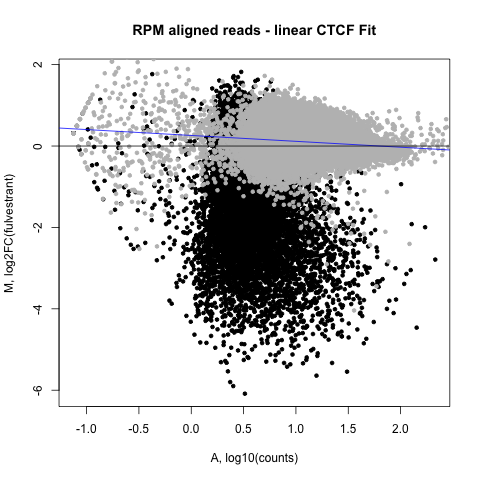 RPM aligned reads - linear CTCF Fit
M, log2FC(fulvestrant)
2
0
-2
-4
-6
-1.0 -0.5 0.0 0.5 1.0 1.5 2.0
A, log10(counts)